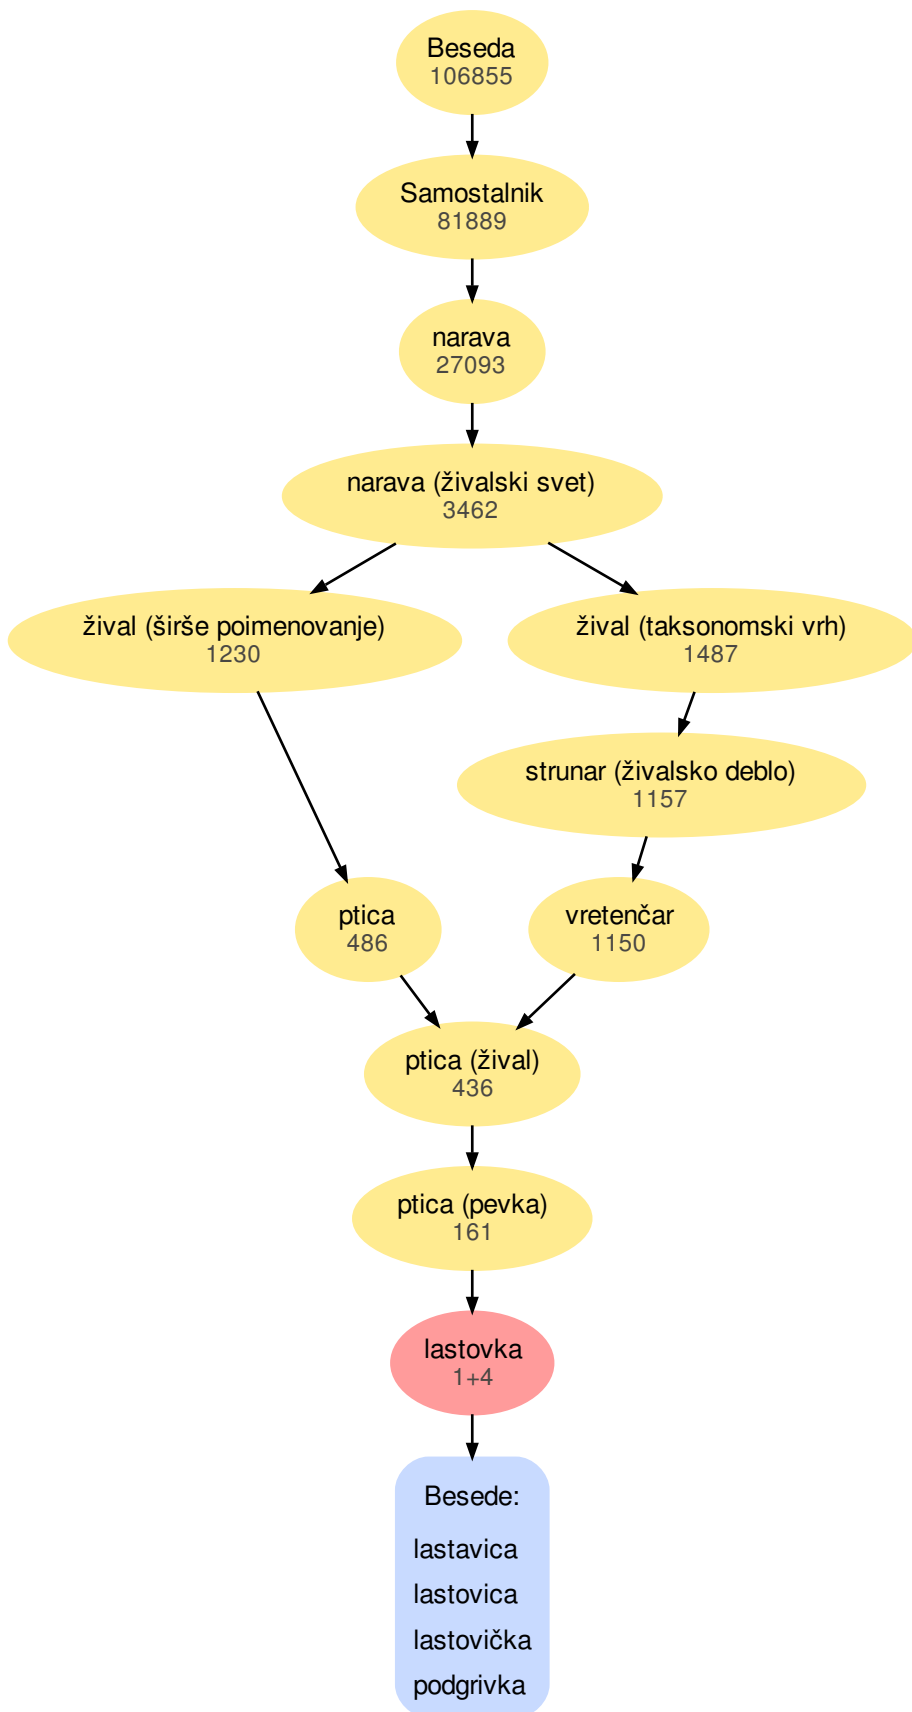 Beseda
106855
Samostalnik
81889
narava
27093
narava (živalski svet)
3462
žival (širše poimenovanje)
1230
žival (taksonomski vrh)
1487
strunar (živalsko deblo)
1157
ptica
486
vretenčar
1150
ptica (žival)
436
ptica (pevka)
161
lastovka
1+4
Besede:
lastavica
lastovica
lastovička
podgrivka